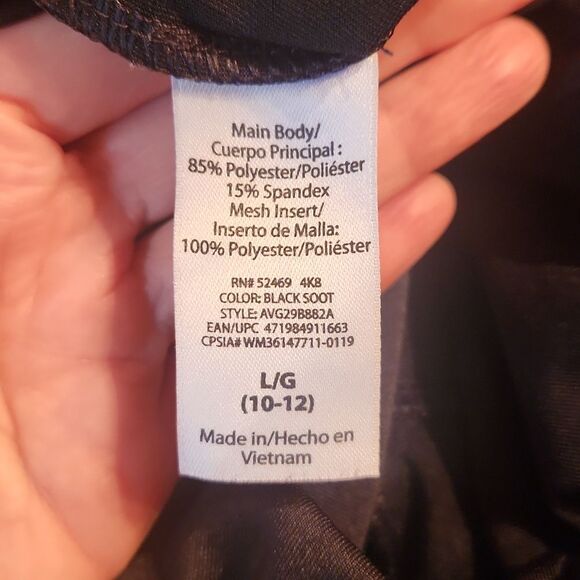 Main Body/
Cuerpo Principal :
85% Polyester/Poliéster
15% Spandex
Mesh Insert/
Inserto de Malla:
100% Polyester/Poliéster
RN# 52469 4K8
COLOR: BLACK SOOT
STYLE: AVG29B882A
EAN/UPC 471984911663
CPSIA# WM36147711-0119
L/G
(10-12)
Made in/Hecho en
Vietnam